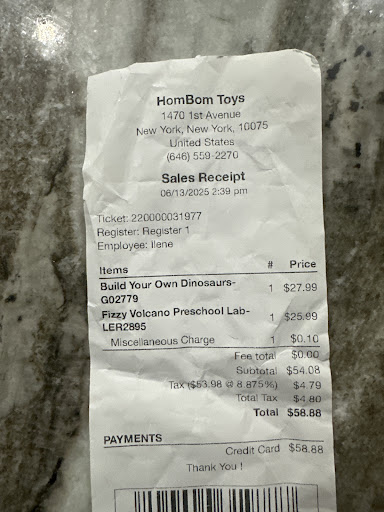 HomBom Toys
1470 1st Avenue
New York, New York, 10075
United States
(646) 559-2270
Sales Receipt
06/13/2025 2:39 pm
Ticket: 220000031977
Register: Register 1
Employee: Ilene
Items # Price
Build Your Own Dinosaurs- 1 $27.99
G02779
Fizzy Volcano Preschool Lab- 1 $25.99
LER2895
Miscellaneous Charge 1 $0.10
Fee total $0.00
Subtotal $54.08
Tax ($53.98 @ 8.875%) $4.79
Total Tax $4.80
Total $58.88
PAYMENTS
Credit Card $58.88
Thank You !